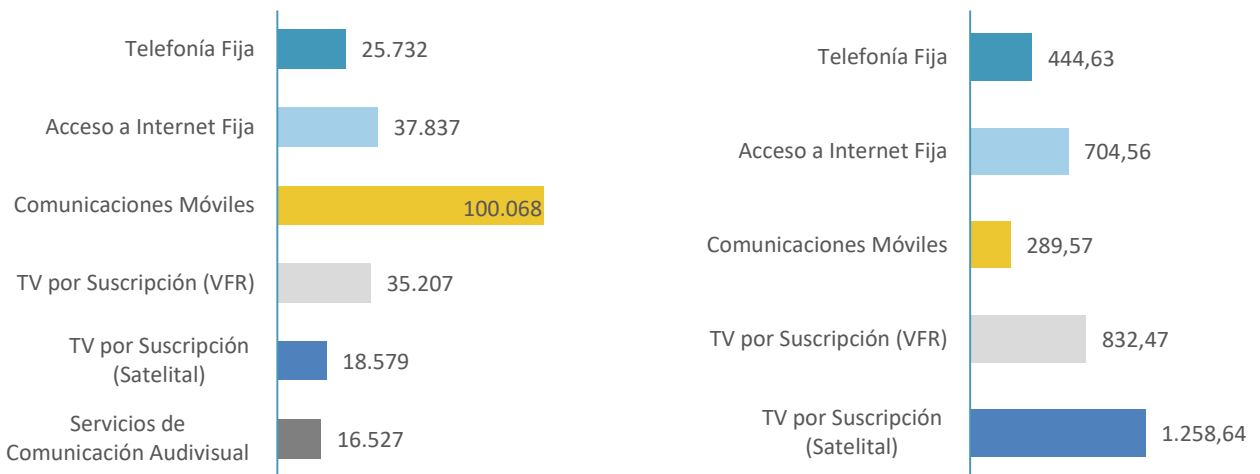 Telefonía Fija
25.732
Acceso a Internet Fija
37.837
Comunicaciones Móviles
100.068
TV por Suscripción (VFR)
35.207
TV por Suscripción
(Satelital)
18.579
Servicios de
Comunicación Audivisual
16.527
Telefonía Fija
444,63
Acceso a Internet Fija
704,56
Comunicaciones Móviles
289,57
TV por Suscripción (VFR)
832,47
TV por Suscripción
(Satelital)
1.258,64